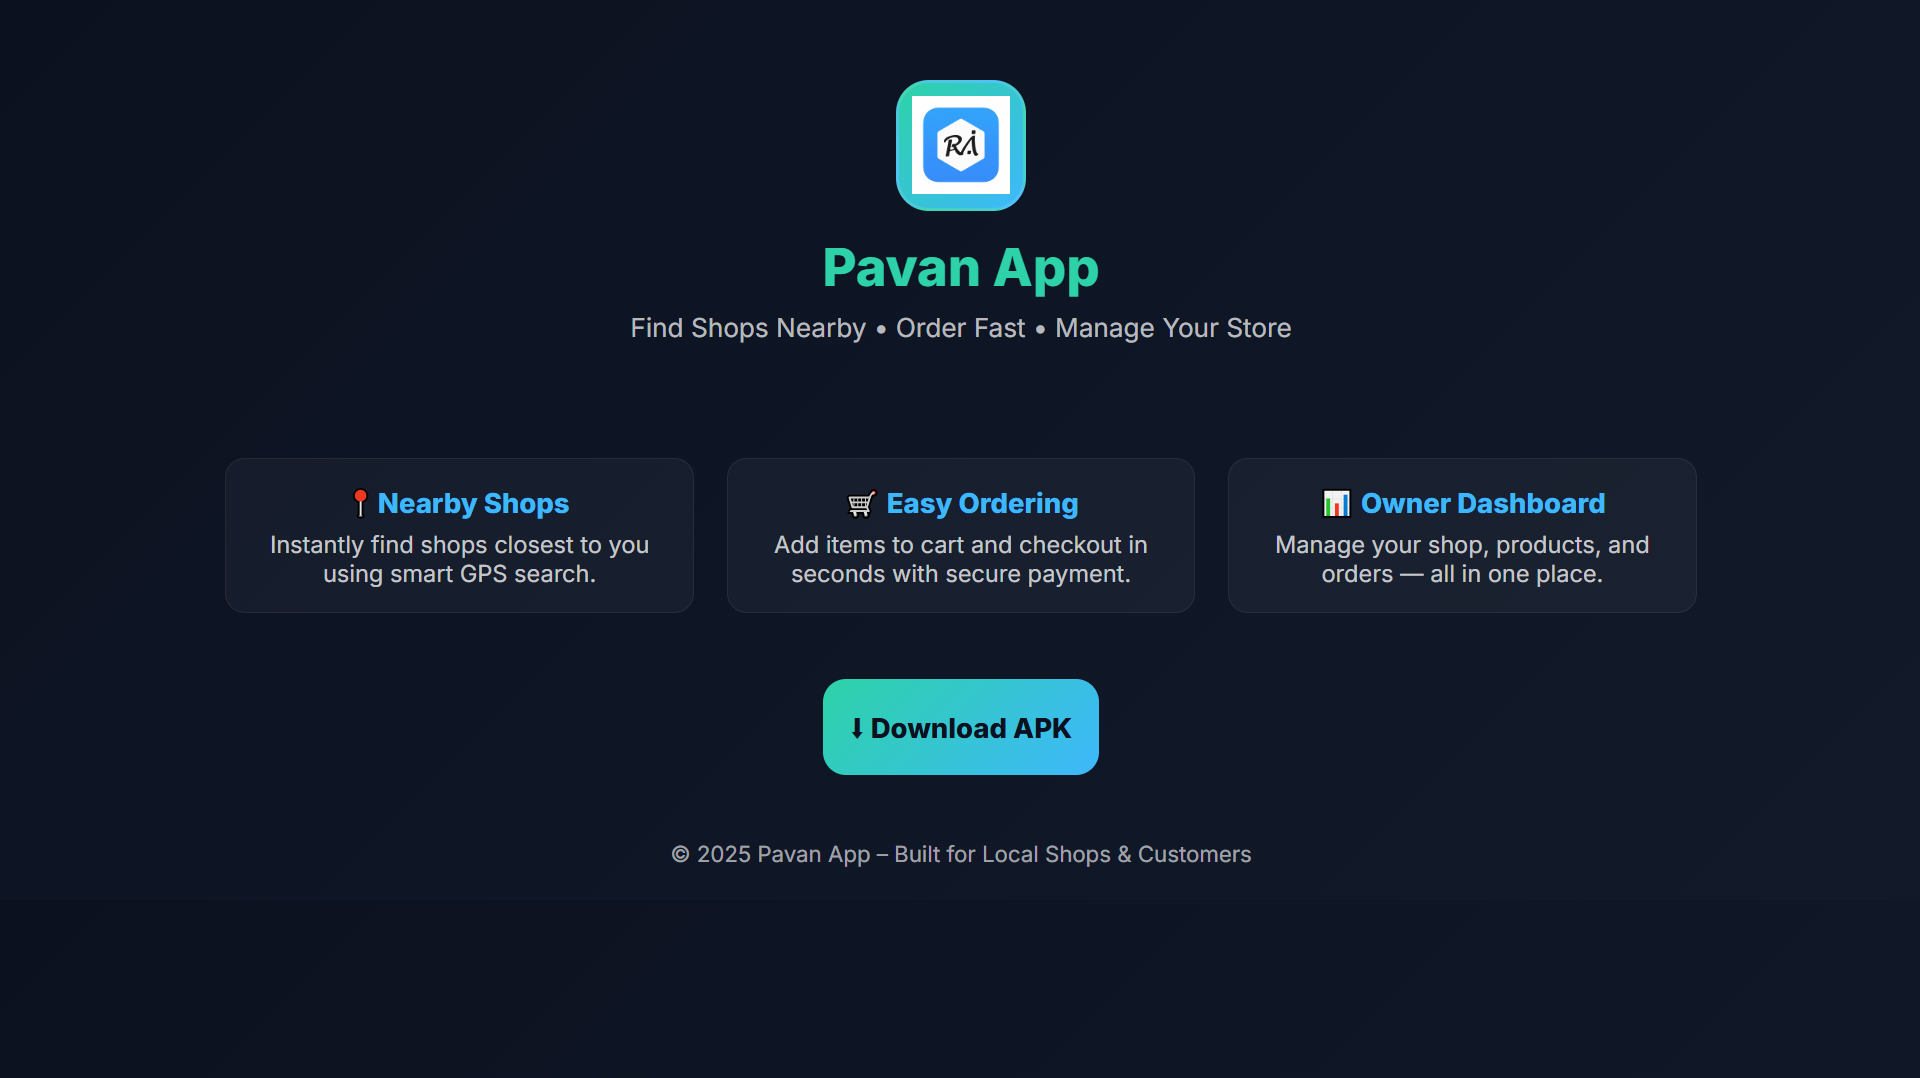 RA
Pavan App
Find Shops Nearby • Order Fast • Manage Your Store
📍 Nearby Shops
Instantly find shops closest to you
using smart GPS search.
🛒 Easy Ordering
Add items to cart and checkout in
seconds with secure payment.
📊 Owner Dashboard
Manage your shop, products, and
orders — all in one place.
⬇ Download APK
© 2025 Pavan App – Built for Local Shops & Customers